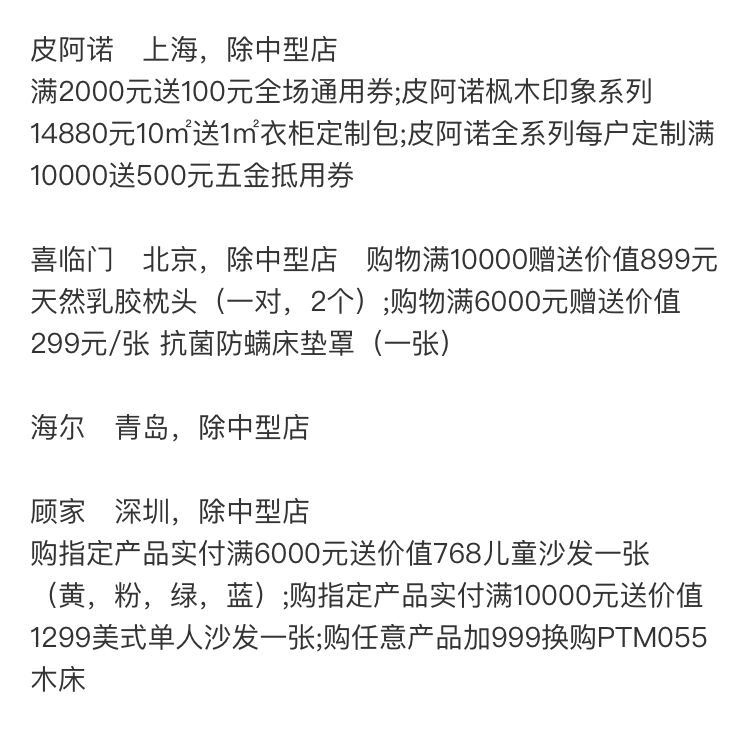 皮阿诺　上海，除中型店
满2000元送100元全场通用券;皮阿诺枫木印象系列
14880元10㎡送1㎡衣柜定制包;皮阿诺全系列每户定制满
10000送500元五金抵用券
喜临门　北京，除中型店　购物满10000赠送价值899元
天然乳胶枕头（一对，2个）;购物满6000元赠送价值
299元/张 抗菌防螨床垫罩（一张）
海尔　青岛，除中型店
顾家　深圳，除中型店
购指定产品实付满6000元送价值768儿童沙发一张
（黄，粉，绿，蓝）;购指定产品实付满10000元送价值
1299美式单人沙发一张;购任意产品加999换购PTM055
木床